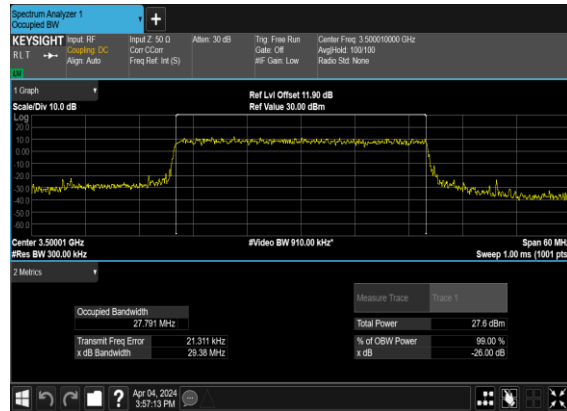 Spectrum Analyzer 1
Occupied BW
+
KEYSIGHT Input: RF Input Z: 50 Ω Atten: 30 dB Trig: Free Run Center Freq: 3.500010000 GHz
RLT Coupling: DC Corr CCorr Gate: Off Avg|Hold: 100/100
Align: Auto Freq Ref: Int (S) #IF Gain: Low Radio Std: None
LW
1 Graph
Ref Lvl Offset 11.90 dB
Scale/Div 10.0 dB Ref Value 30.00 dBm
Log
20.0
10.0
0.00
-10.0
-20.0
-30.0
-40.0
-50.0
-60.0
Center 3.50001 GHz #Video BW 910.00 kHz* Span 60 MHz
#Res BW 300.00 kHz Sweep 1.00 ms (1001 pts
2 Metrics
Measure Trace Trace 1
Occupied Bandwidth
27.791 MHz Total Power 27.6 dBm
Transmit Freq Error 21.311 kHz % of OBW Power 99.00 %
x dB Bandwidth 29.38 MHz x dB -26.00 dB
? Apr 04, 2024
3:57:13 PM